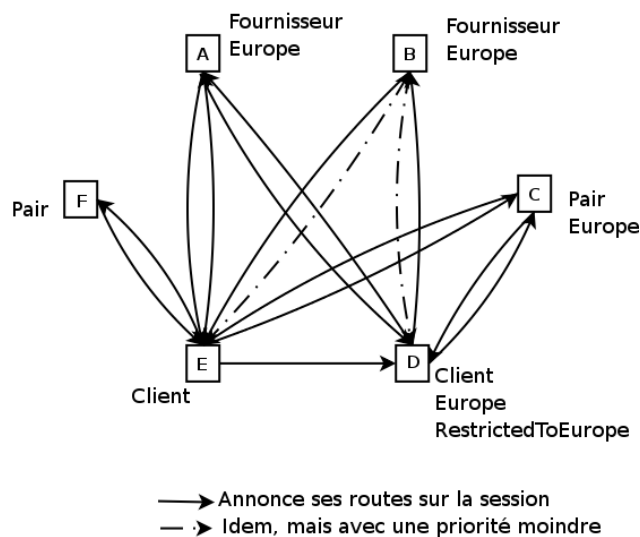 Fournisseur
Europe
A
Fournisseur
Europe
B
F
Pair
C
Pair
Europe
E
Client
D
Client
Europe
RestrictedToEurope
Annonce ses routes sur la session
Idem, mais avec une priorité moindre